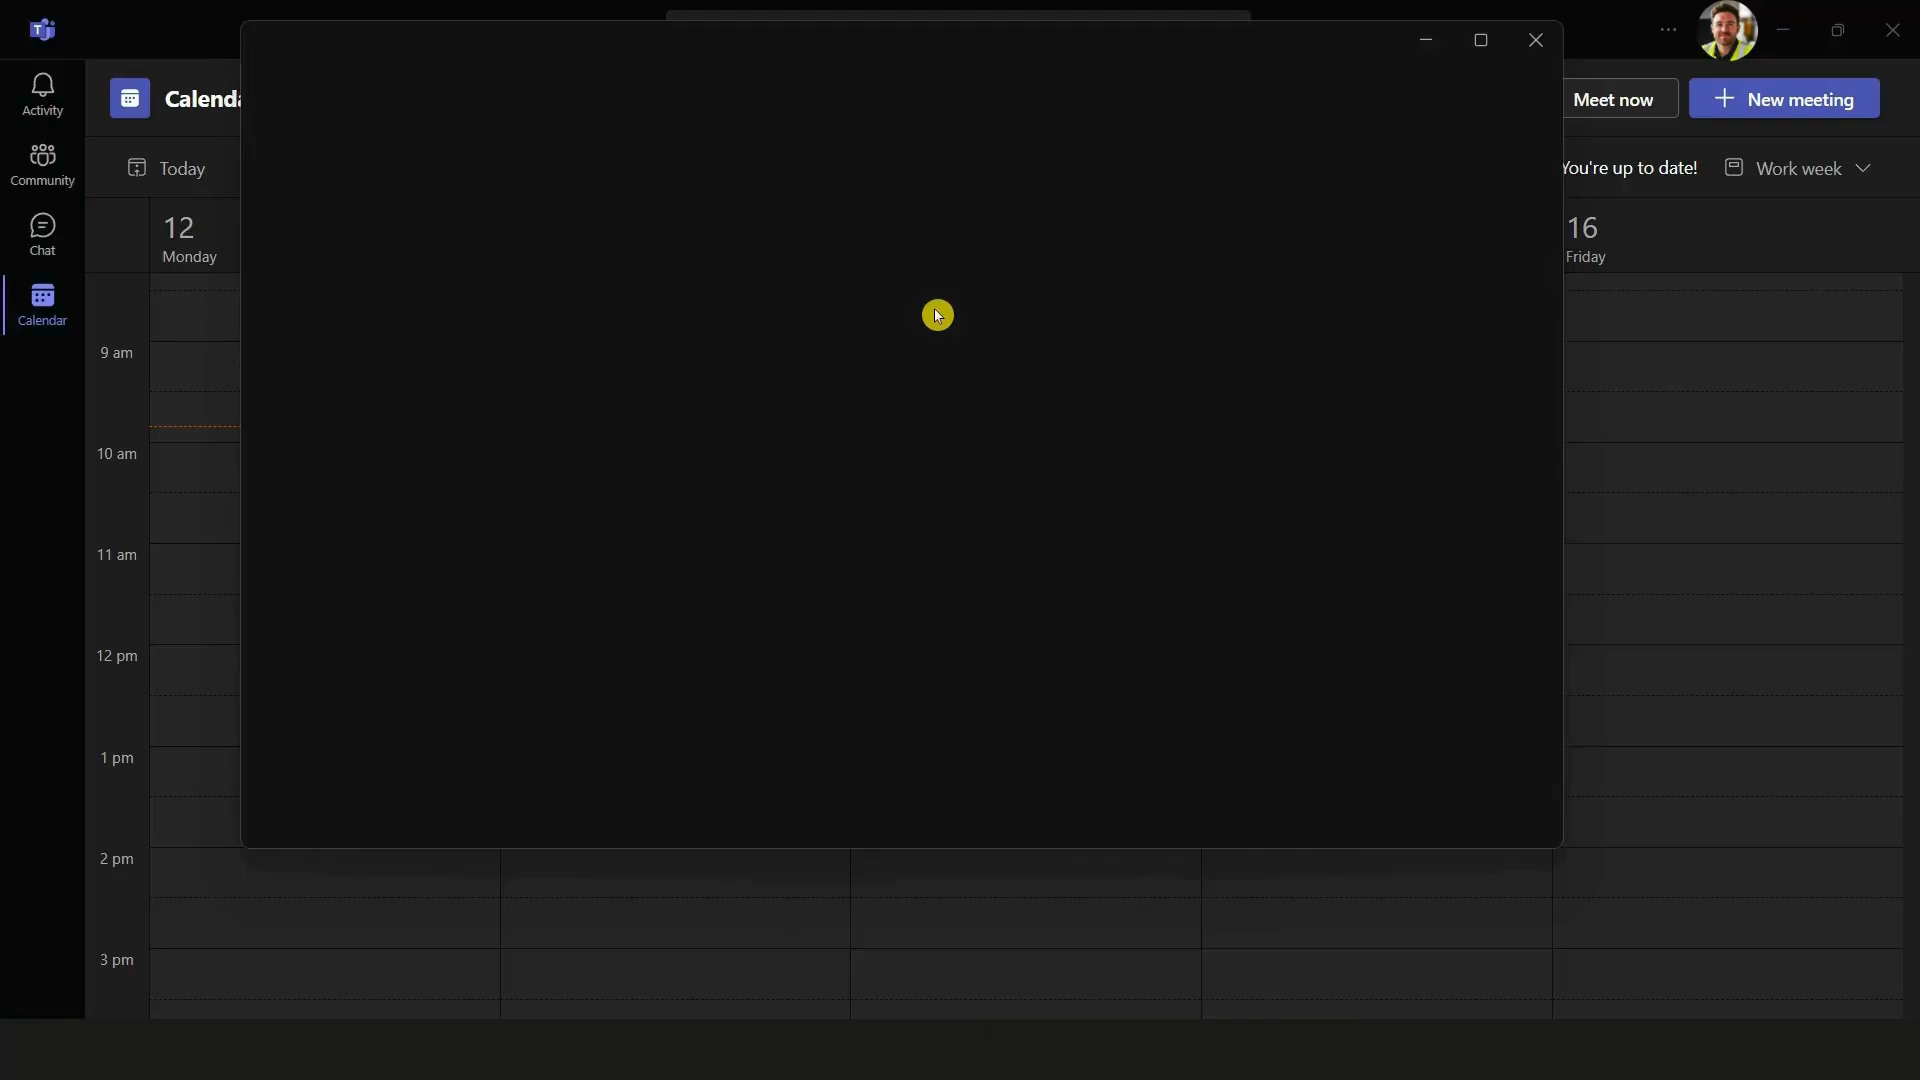 T
Activity
Community
Chat
Calendar
Calenda
Meet now
New meeting
Today
You're up to date!
Work week
12
Monday
16
Friday
9 am
10 am
11 am
12 pm
1 pm
2 pm
3 pm